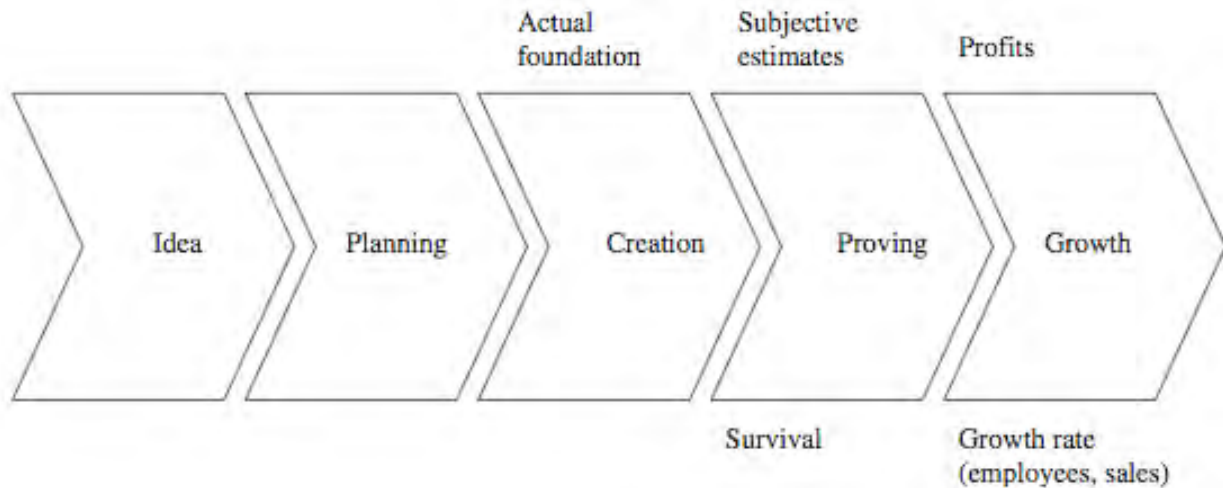 Actual
foundation
Subjective
estimates
Profits
Idea
Planning
Creation
Proving
Growth
Survival
Growth rate
(employees, sales)